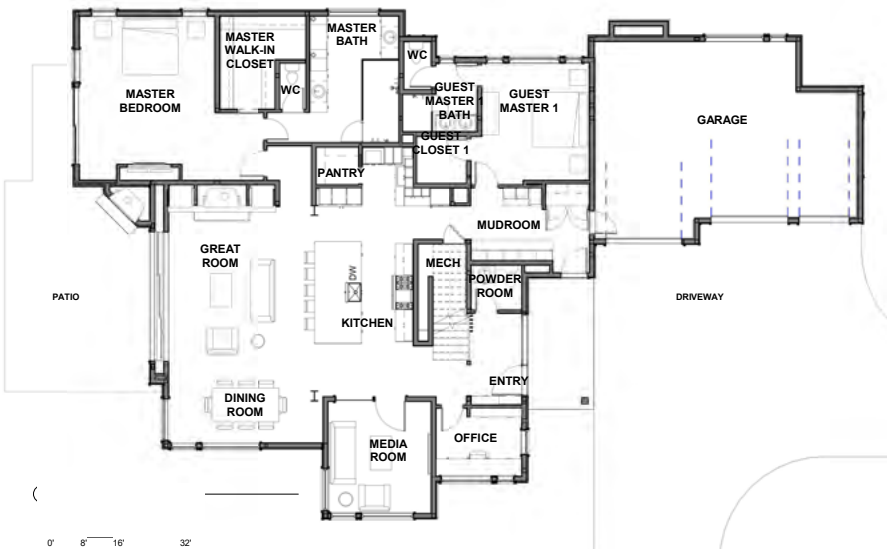 MASTER
BATH
MASTER
WALK-IN
CLOSET
WC
WC
MASTER
BEDROOM
GUEST
MASTER 1
BATH
GUEST
MASTER 1
GARAGE
GUEST
CLOSET 1
PANTRY
MUDROOM
GREAT
ROOM
MECH
POWDER
ROOM
DW
PATIO
DRIVEWAY
KITCHEN
ENTRY
DINING
ROOM
MEDIA
ROOM
OFFICE
0' 8' 16' 32'